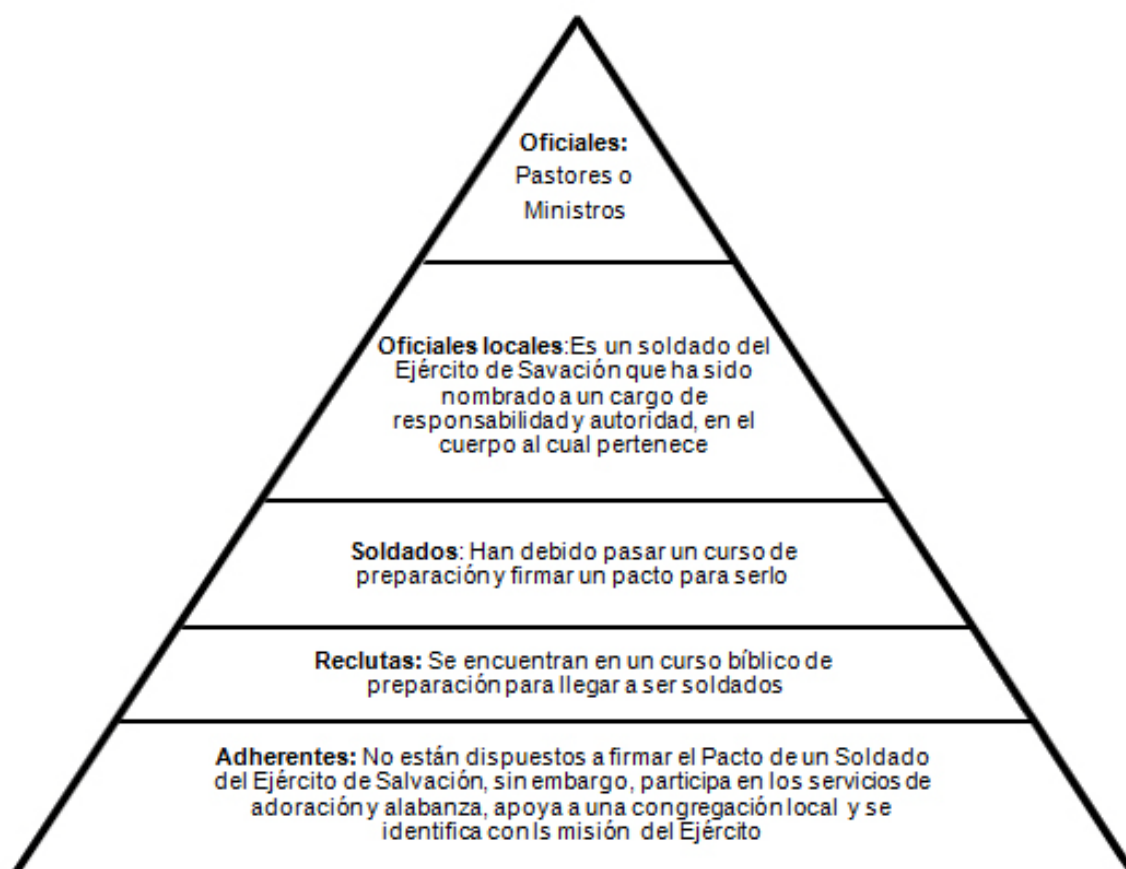 Oficiales:
Pastores o
Ministros
Oficiales locales:Es un soldado del
Ejército de Savación que ha sido
nombrado a un cargo de
responsabilidad y autoridad, en el
cuerpo al cual pertenece
Soldados: Han debido pasar un curso de
preparación y firmar un pacto para serlo
Reclutas: Se encuentran en un curso bíblico de
preparación para llegar a ser soldados
Adherentes: No están dispuestos a firmar el Pacto de un Soldado
del Ejército de Salvación, sin embargo, participa en los servicios de
adoración y alabanza, apoya a una congregación local y se
identifica con ls misión del Ejército